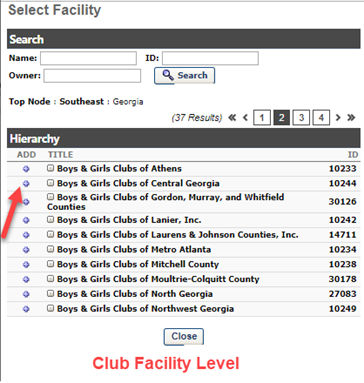 Select Facility
Search
Name: ID:
Owner: Search
Top Node : Southeast : Georgia
(37 Results) « < 1 2 3 4 > »
Hierarchy
ADD TITLE ID
Boys & Girls Clubs of Athens 10233
Boys & Girls Clubs of Central Georgia 10244
Boys & Girls Clubs of Gordon, Murray, and Whitfield
Counties 30126
Boys & Girls Clubs of Lanier, Inc. 10242
Boys & Girls Clubs of Laurens & Johnson Counties, Inc. 14711
Boys & Girls Clubs of Metro Atlanta 10234
Boys & Girls Clubs of Mitchell County 10238
Boys & Girls Clubs of Moultrie-Colquitt County 30178
Boys & Girls Clubs of North Georgia 27083
Boys & Girls Clubs of Northwest Georgia 10249
Close
Club Facility Level